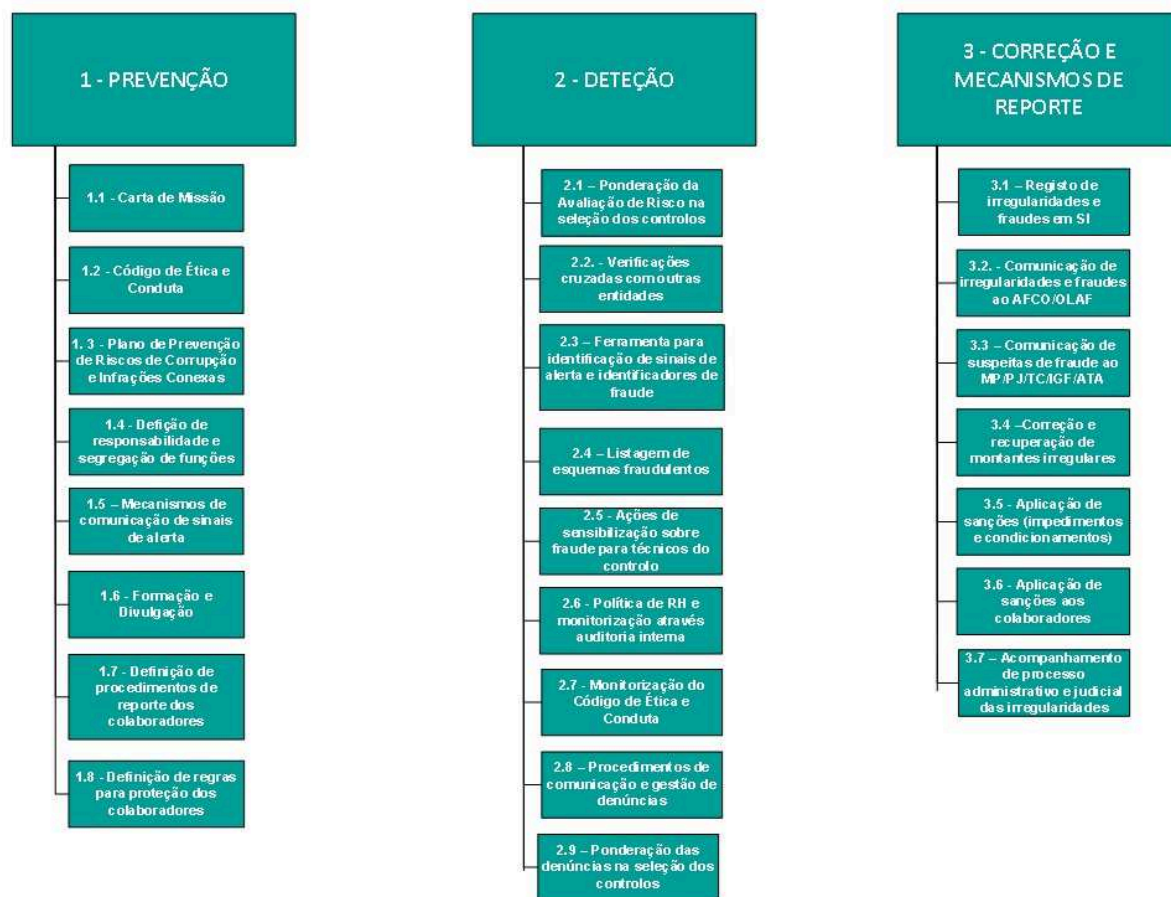 1 - PREVENÇÃO
1.1 - Carta de Missão
1.2 - Código de Ética e
Conduta
1. 3 - Plano de Prevenção
de Riscos de Corrupção
e Infrações Conexas
1.4 - Defição de
responsabilidade e
segregação de funções
1.5 – Mecanismos de
comunicação de sinais
de alerta
1.6 - Formação e
Divulgação
1.7 - Definição de
procedimentos de
reporte dos
colaboradores
1.8 - Definição de regras
para proteção dos
colaboradores
2 - DETEÇÃO
2.1 – Ponderação da
Avaliação de Risco na
seleção dos controlos
2.2. - Verificações
cruzadas com outras
entidades
2.3 – Ferramenta para
identificação de sinais de
alerta e identificadores de
fraude
2.4 – Listagem de
esquemas fraudulentos
2.5 - Ações de
sensibilização sobre
fraude para técnicos do
controlo
2.6 - Política de RH e
monitorização através
auditoria interna
2.7 - Monitorização do
Código de Ética e
Conduta
2.8 – Procedimentos de
comunicação e gestão de
denúncias
2.9 – Ponderação das
denúncias na seleção dos
controlos
3 - CORREÇÃO E
MECANISMOS DE
REPORTE
3.1 – Registo de
irregularidades e
fraudes em SI
3.2. - Comunicação de
irregularidades e fraudes
ao AFCO/OLAF
3.3 – Comunicação de
suspeitas de fraude ao
MP/PJ/TC/IGF/ATA
3.4 –Correção e
recuperação de
montantes irregulares
3.5 - Aplicação de
sanções (impedimentos
e condicionamentos)
3.6 - Aplicação de
sanções aos
colaboradores
3.7 – Acompanhamento
de processo
administrativo e judicial
das irregularidades